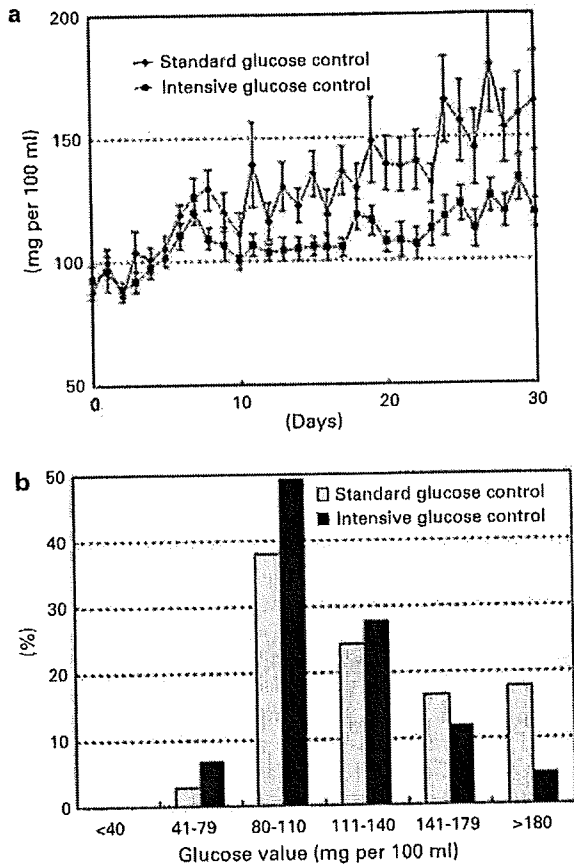 a
200
150
100
50
(mg per 100 ml)
Standard glucose control
Intensive glucose control
0
10
20
30
(Days)
b
50
40
30
20
10
0
(%)
Standard glucose control
Intensive glucose control
<40
41-79
80-110
111-140
141-179
>180
Glucose value (mg per 100 ml)